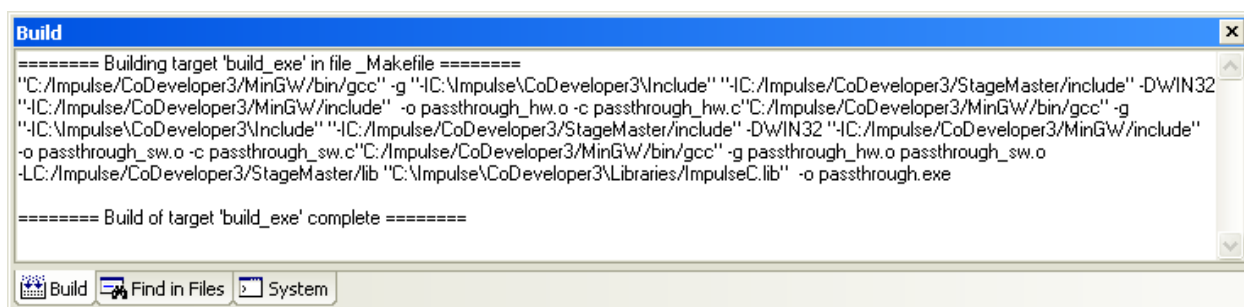 Build
======== Building target 'build_exe' in file _Makefile ========
"C:/Impulse/CoDeveloper3/MinGW/bin/gcc" -g "-IC:\Impulse\CoDeveloper3\Include" "-IC:/Impulse/CoDeveloper3/StageMaster/include" -DWIN32
"-IC:/Impulse/CoDeveloper3/MinGW/include"  -o passthrough_hw.o -c passthrough_hw.c"C:/Impulse/CoDeveloper3/MinGW/bin/gcc" -g
"-IC:\Impulse\CoDeveloper3\Include" "-IC:/Impulse/CoDeveloper3/StageMaster/include" -DWIN32 "-IC:/Impulse/CoDeveloper3/MinGW/include"
-o passthrough_sw.o -c passthrough_sw.c"C:/Impulse/CoDeveloper3/MinGW/bin/gcc" -g passthrough_hw.o passthrough_sw.o
-LC:/Impulse/CoDeveloper3/StageMaster/lib "C:\Impulse\CoDeveloper3\Libraries/ImpulseC.lib"  -o passthrough.exe
======== Build of target 'build_exe' complete ========
Build Find in Files System